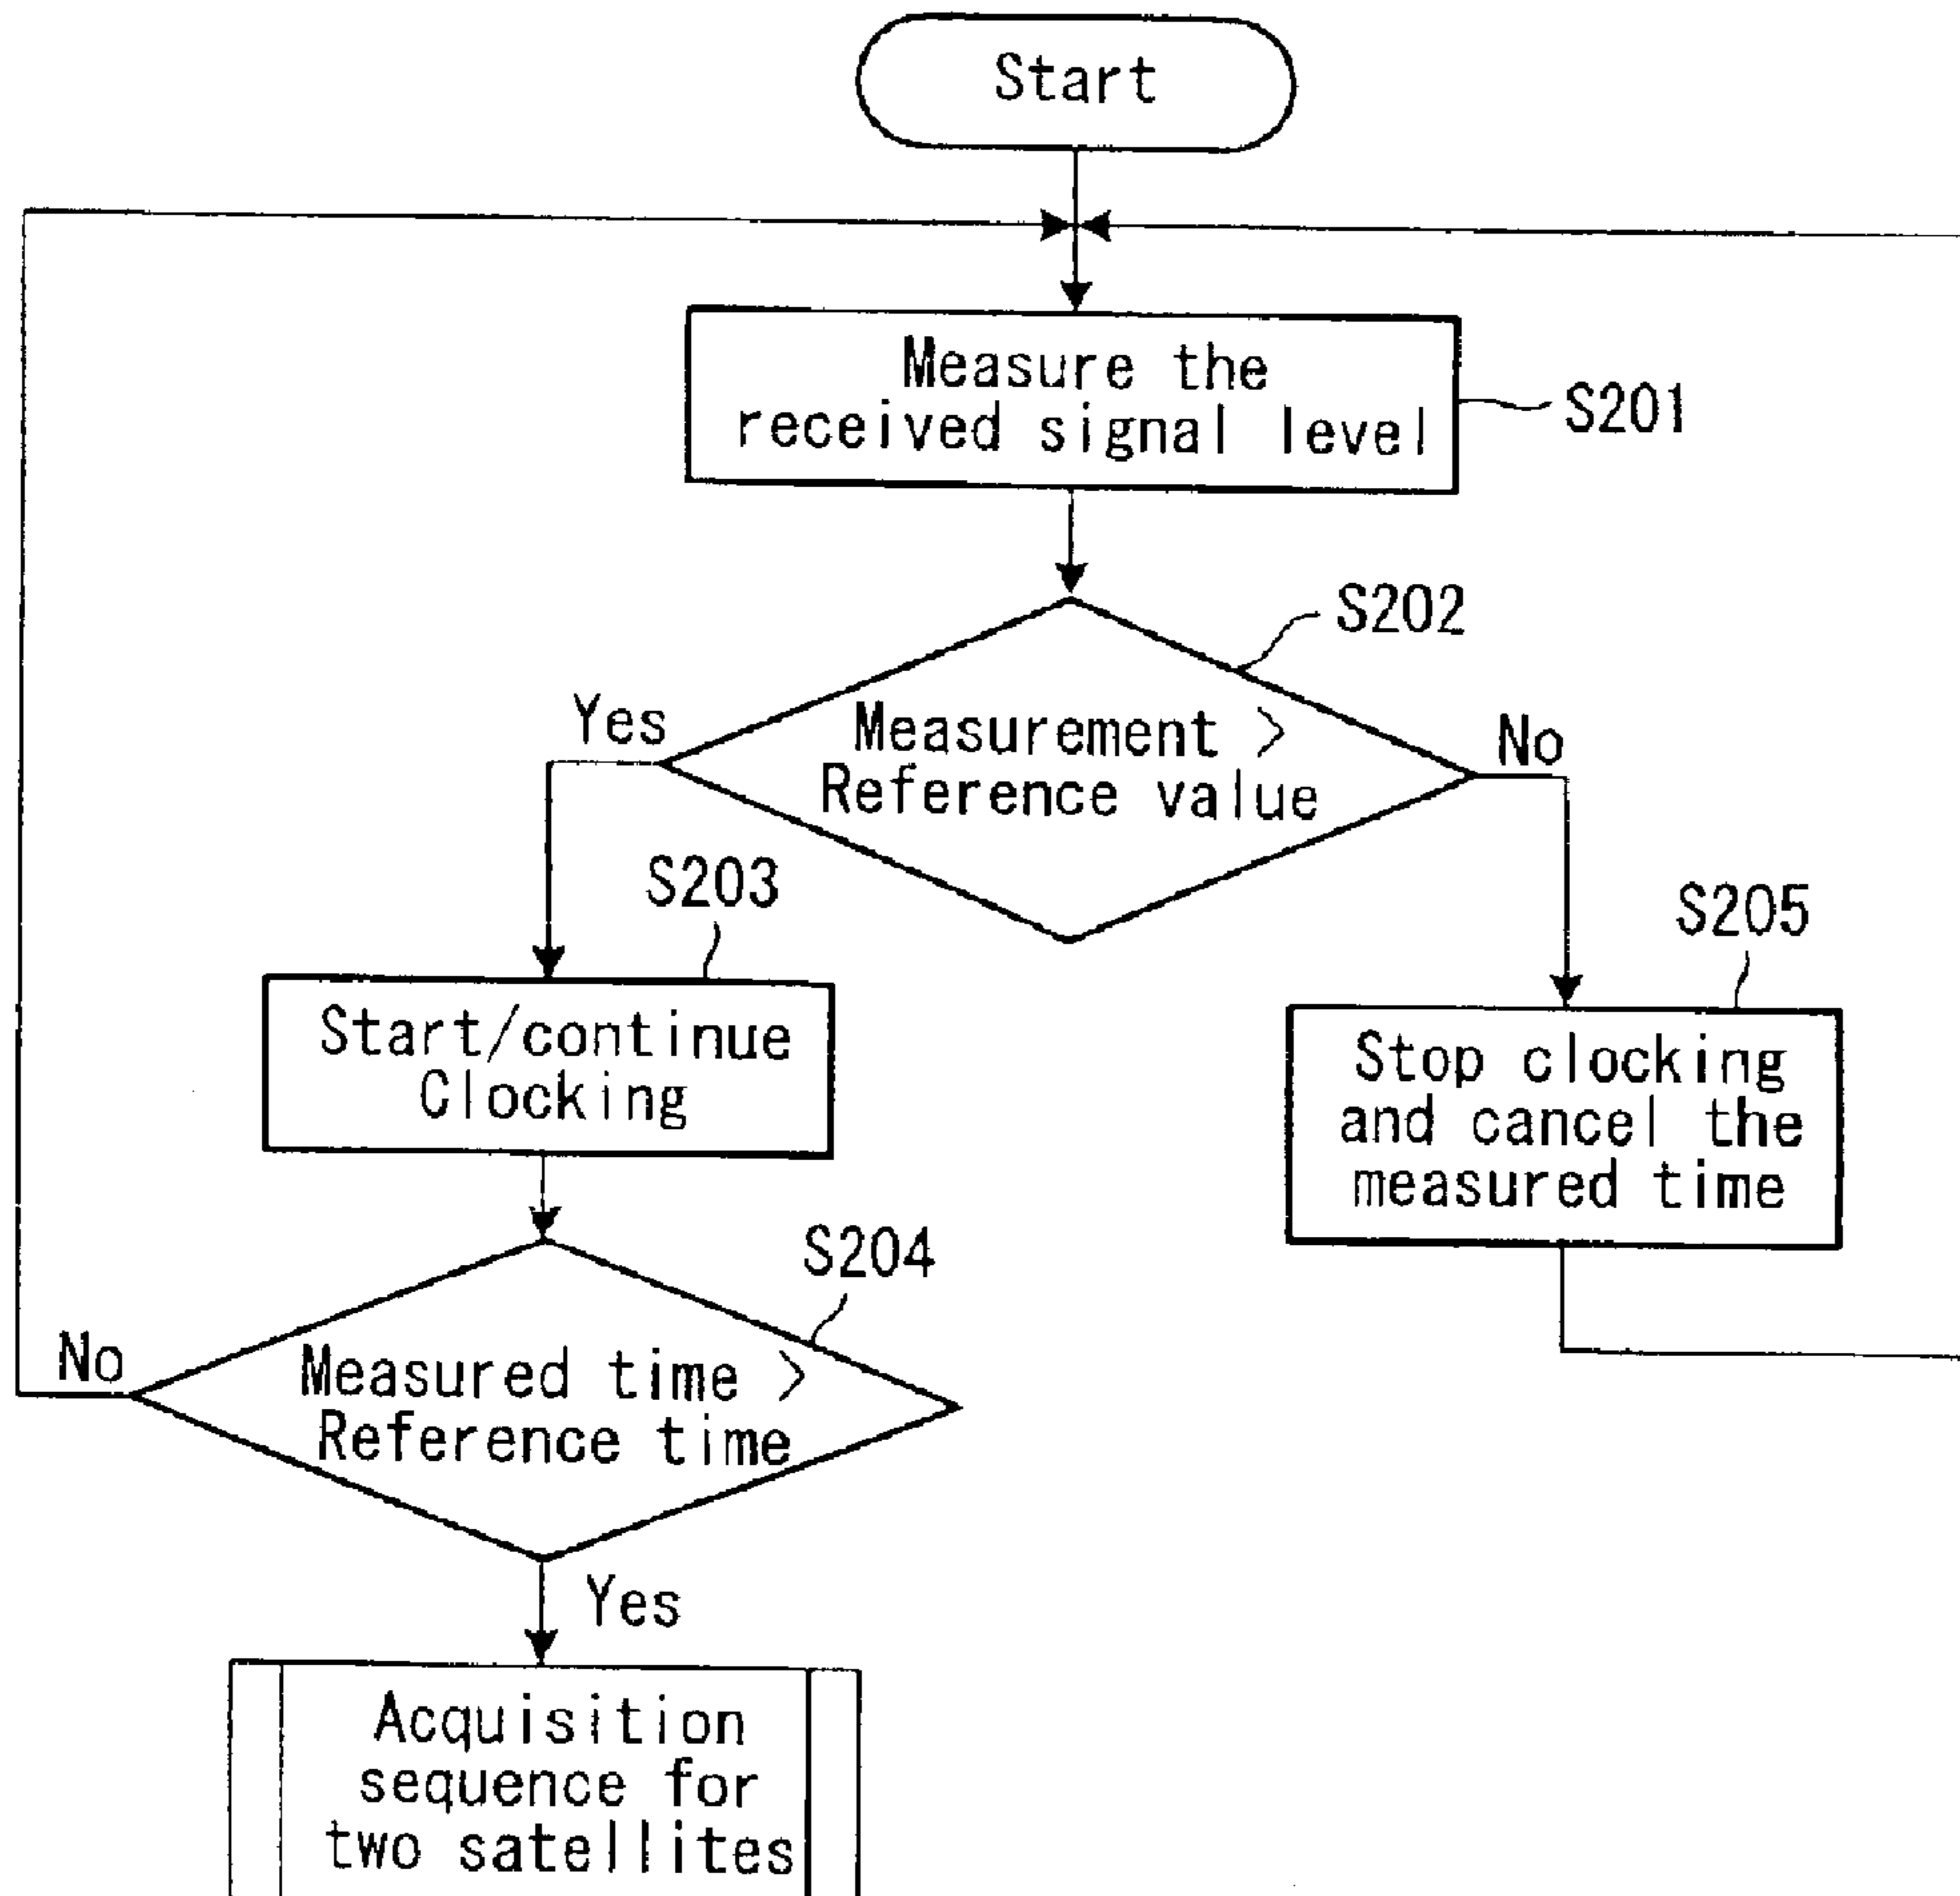 Start
Measure the
received signal level
S201
S202
Yes
Measurement >
Reference value
No
S203
S205
Start/continue
Clocking
Stop clocking
and cancel the
measured time
S204
No
Measured time >
Reference time
Yes
Acquisition
sequence for
two satellites